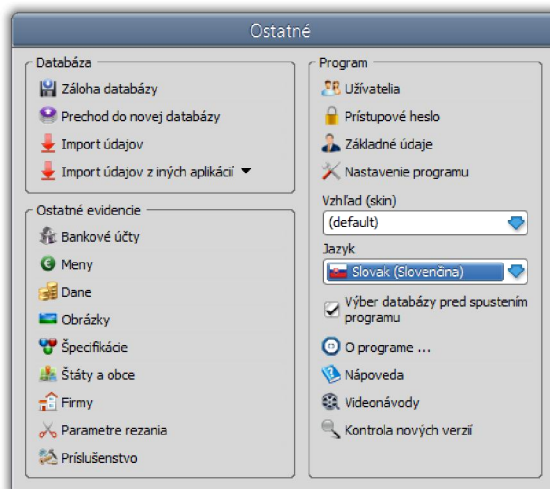 Ostatné
Databáza
Záloha databázy
Prechod do novej databázy
Import údajov
Import údajov z iných aplikácií
Ostatné evidencie
Bankové účty
Meny
Dane
Obrázky
Špecifikácie
Štáty a obce
Firmy
Parametre rezania
Príslušenstvo
Program
Užívatelia
Prístupové heslo
Základné údaje
Nastavenie programu
Vzhľad (skin)
(default)
Jazyk
Slovak (Slovenčina)
Výber databázy pred spustením
programu
O programe ...
Nápoveda
Videonávody
Kontrola nových verzií